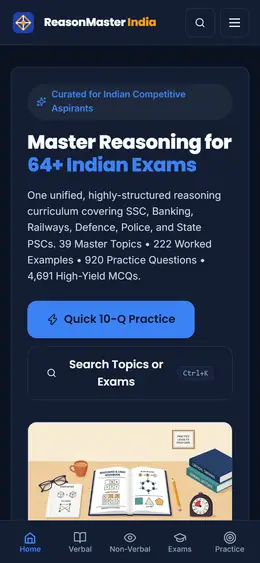 ReasonMaster India
Curated for Indian Competitive
Aspirants
Master Reasoning for
64+ Indian Exams
One unified, highly-structured reasoning
curriculum covering SSC, Banking,
Railways, Defence, Police, and State
PSCs. 39 Master Topics • 222 Worked
Examples • 920 Practice Questions •
4,691 High-Yield MCQs.
Quick 10-Q Practice
Search Topics or
Exams
Ctrl+K
Home
Verbal
Non-Verbal
Exams
Practice